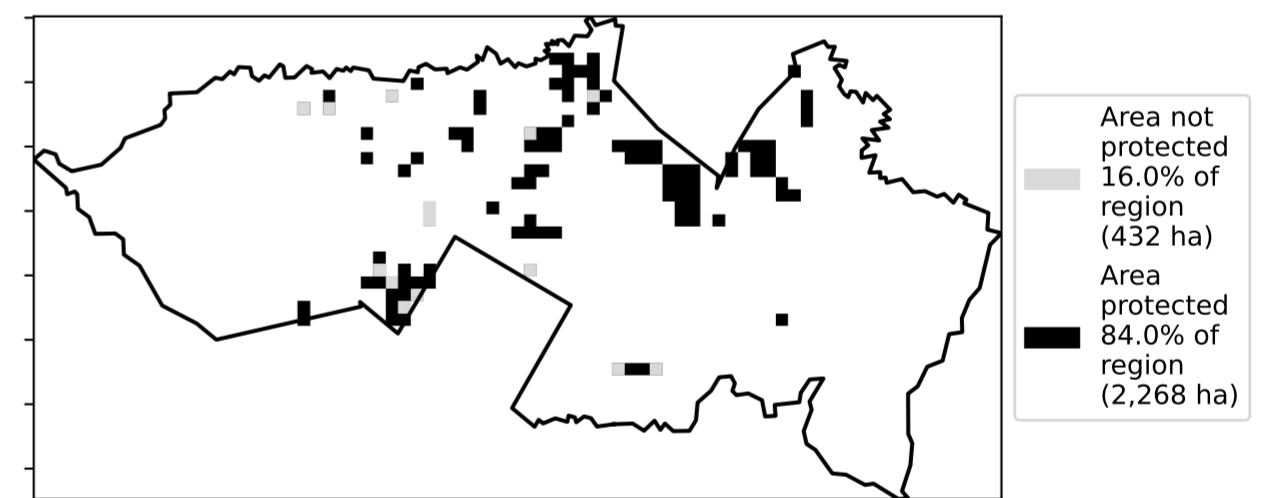 Area not
protected
16.0% of
region
(432 ha)
Area
protected
84.0% of
region
(2,268 ha)